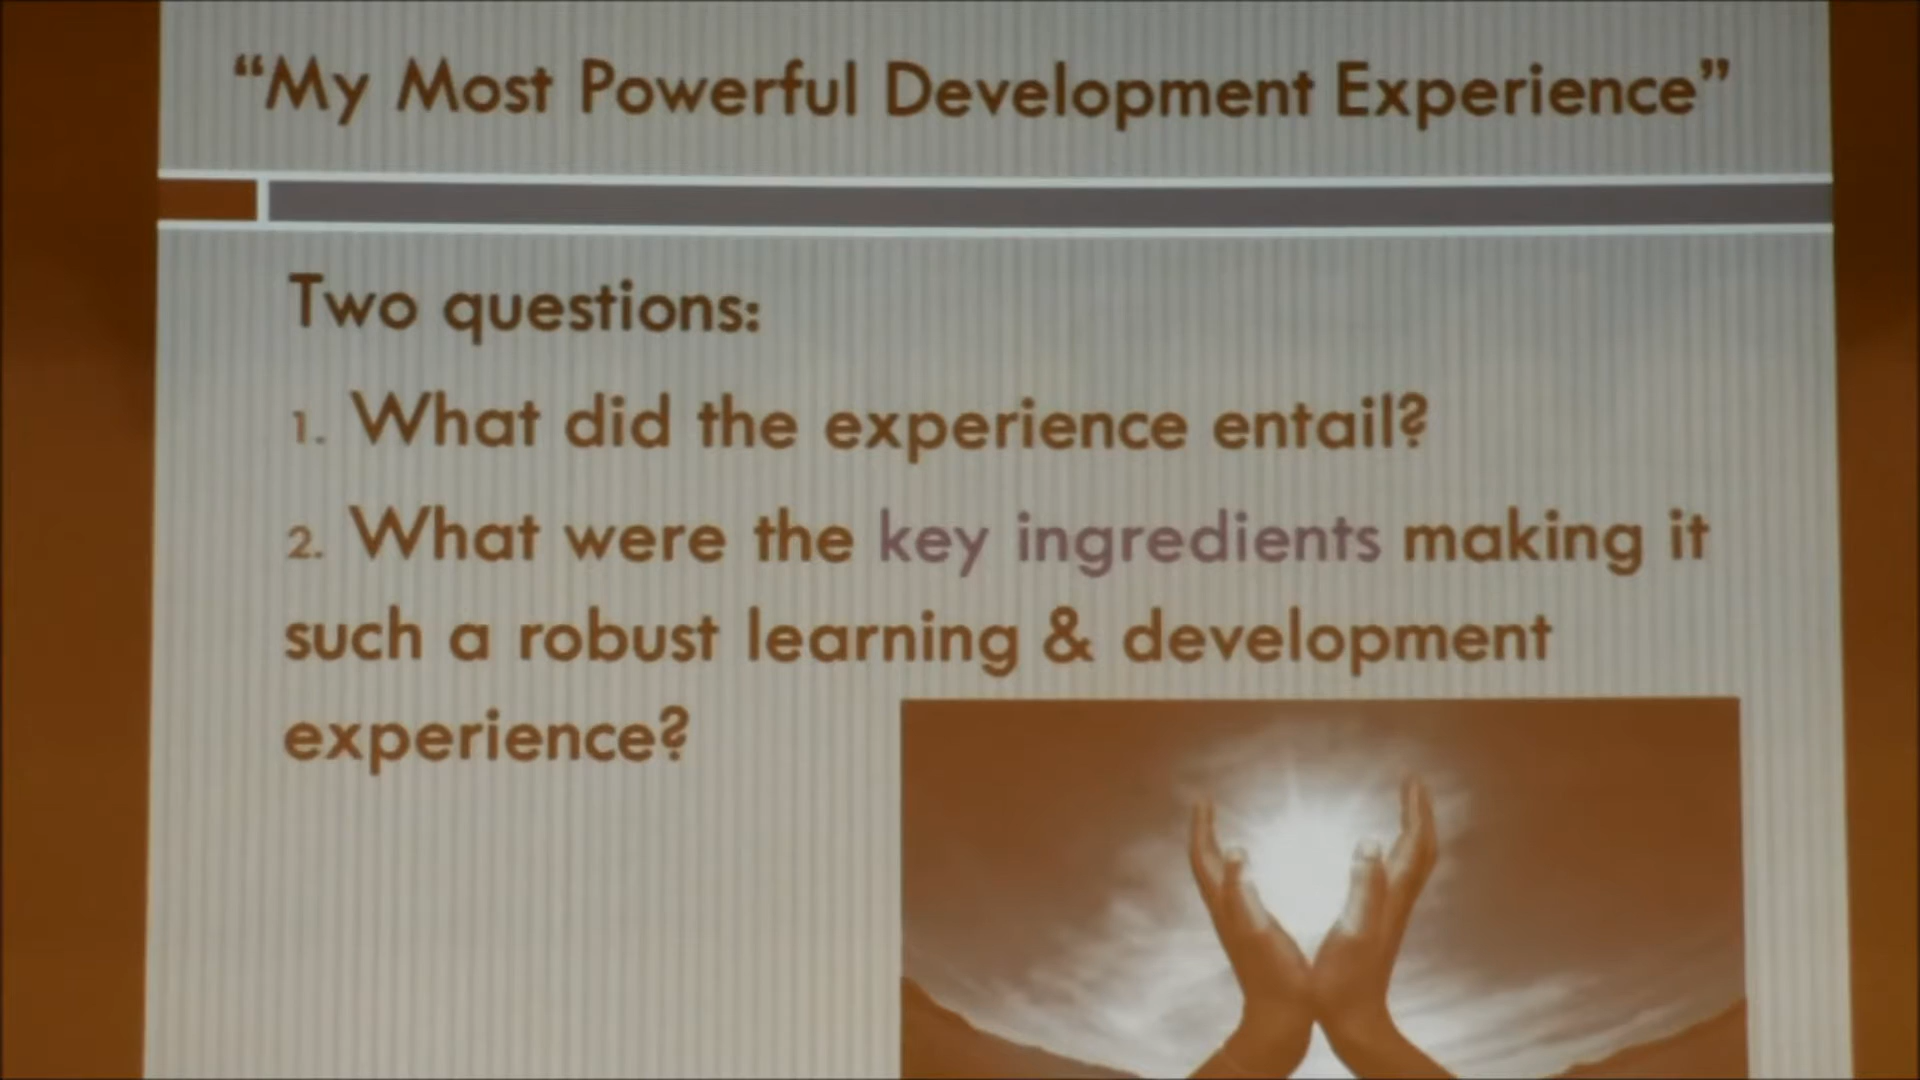 “My Most Powerful Development Experience”
Two questions:
1. What did the experience entail?
2. What were the key ingredients making it
such a robust learning & development
experience?